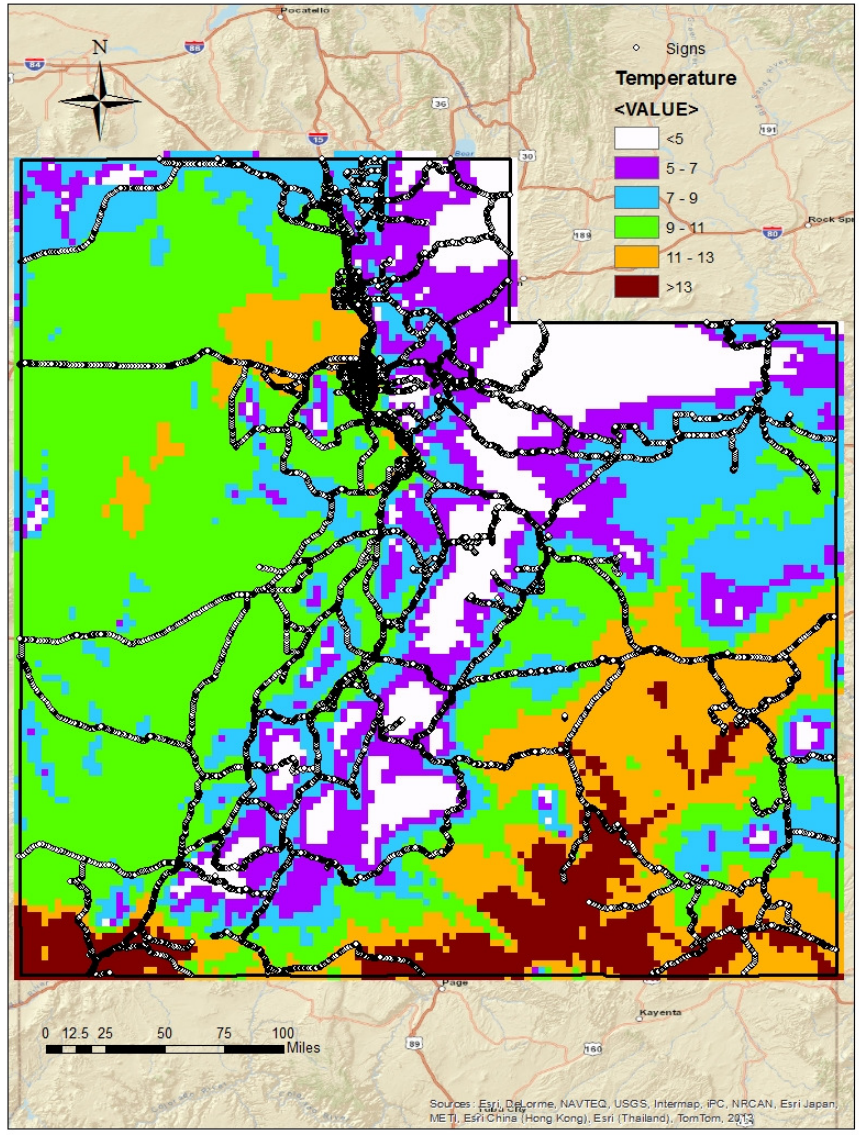 Pocatello
86
84
N
Signs
Temperature
<VALUE>
<5
5 - 7
7 - 9
9 - 11
11 - 13
>13
36
191
15
Bear
30
189
80
Rock Spr
Page
Kayenta
89
160
0 12.5 25 50 75 100
Miles
Sources: Esri, DeLorme, NAVTEQ, USGS, Intermap, iPC, NRCAN, Esri Japan,
METI, Esri China (Hong Kong), Esri (Thailand), TomTom, 2013